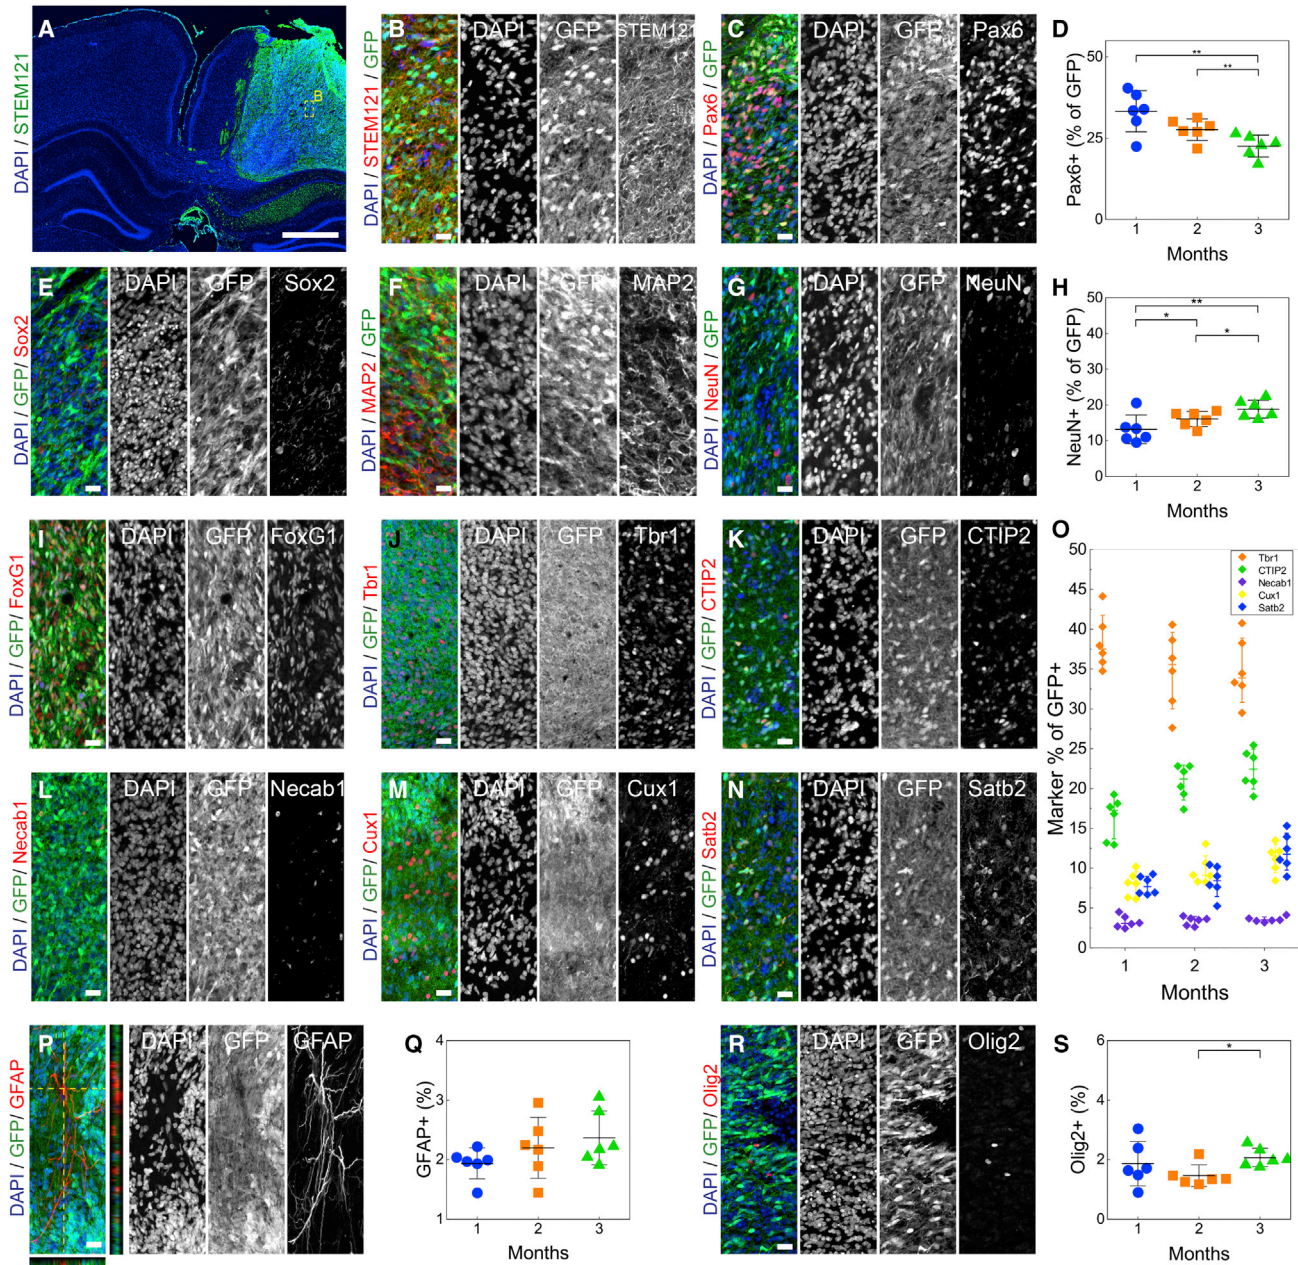 A
DAPI / STEM121
B
B
DAPI
GFP
STEM121
DAPI / STEM121 / GFP
C
DAPI
GFP
Pax6
DAPI / Pax6 / GFP
D
Pax6+ (% of GFP)
50
25
0
**
**
1 2 3
Months
E
DAPI
GFP
Sox2
DAPI / GFP/ Sox2
F
DAPI
GFP
MAP2
DAPI / MAP2 / GFP
G
DAPI
GFP
NeuN
DAPI / NeuN / GFP
H
NeuN+ (% of GFP)
50
40
30
20
10
0
**
*
*
1 2 3
Months
I
DAPI
GFP
FoxG1
DAPI / GFP/ FoxG1
J
DAPI
GFP
Tbr1
DAPI / GFP/ Tbr1
K
DAPI
GFP
CTIP2
DAPI / GFP/ CTIP2
O
Marker % of GFP+
50
45
40
35
30
25
20
15
10
5
0
Tbr1
CTIP2
Necab1
Cux1
Satb2
1 2 3
Months
L
DAPI
GFP
Necab1
DAPI / GFP/ Necab1
M
DAPI
GFP
Cux1
DAPI / GFP/ Cux1
N
DAPI
GFP
Satb2
DAPI / GFP/ Satb2
P
DAPI
GFP
GFAP
DAPI / GFP/ GFAP
Q
GFAP+ (%)
4
3
2
1
1 2 3
Months
R
DAPI
GFP
Olig2
DAPI / GFP/ Olig2
S
Olig2+ (%)
6
4
2
0
*
1 2 3
Months